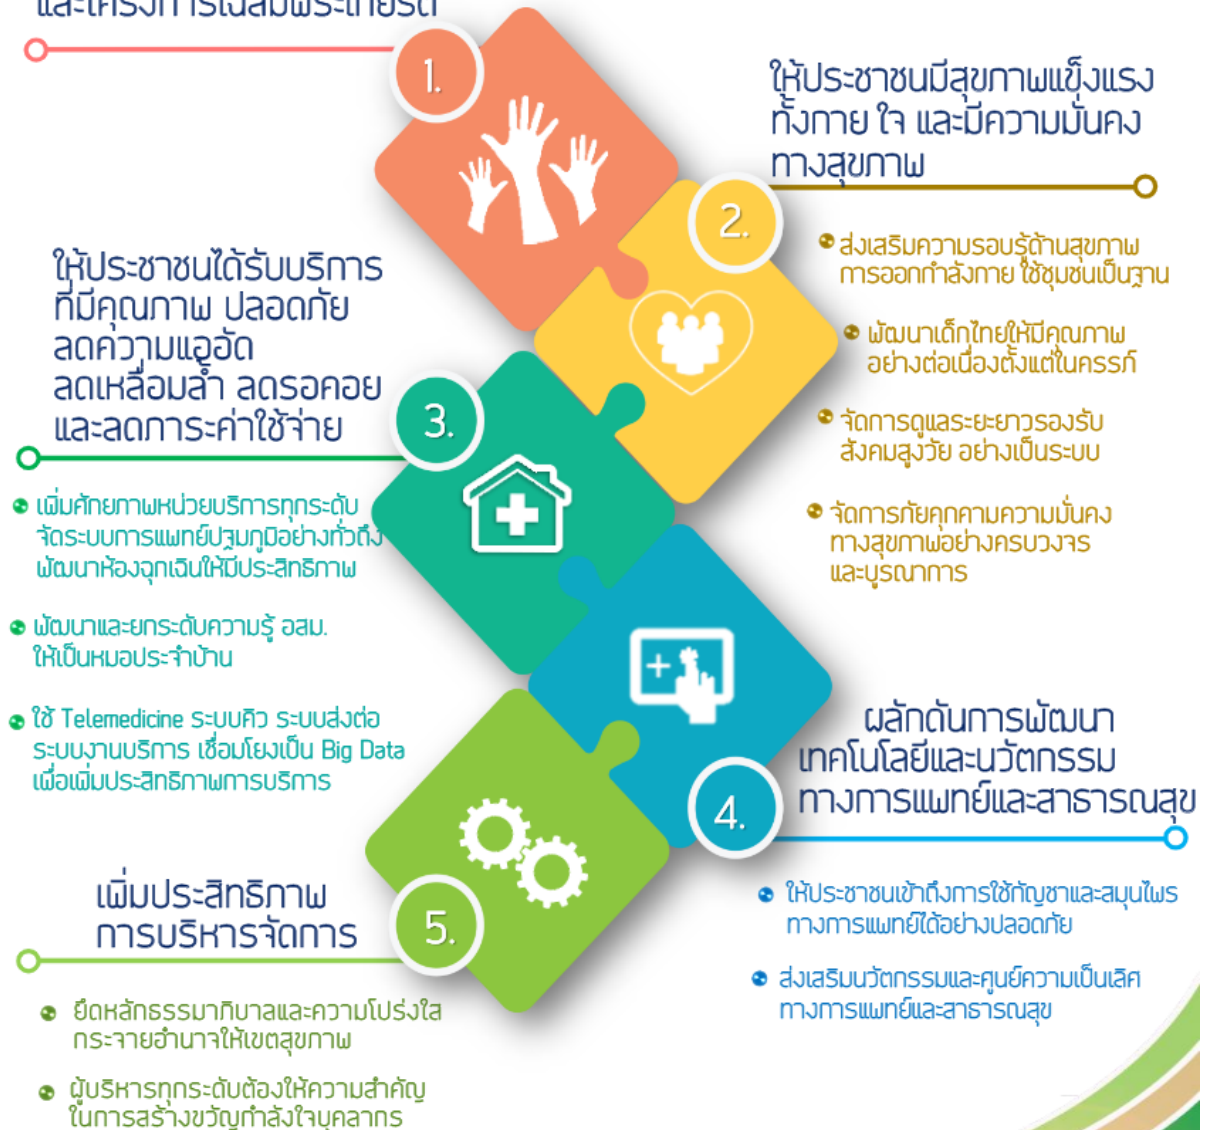 และโครงการเฉลิมพระเกียรติ
1.
ให้ประชาชนมีสุขภาพแข็งแรง
ทั้งกาย ใจ และมีความมั่นคง
ทางสุขภาพ
2.
ส่งเสริมความรอบรู้ด้านสุขภาพ
การออกกำลังกาย ใช้ชุมชนเป็นฐาน
พัฒนาเด็กไทยให้มีคุณภาพ
อย่างต่อเนื่องตั้งแต่ในครรภ์
จัดการดูแลระยะยาวรองรับ
สังคมสูงวัย อย่างเป็นระบบ
จัดการภัยคุกคามความมั่นคง
ทางสุขภาพอย่างครบวงจร
และบูรณาการ
ให้ประชาชนได้รับบริการ
ที่มีคุณภาพ ปลอดภัย
ลดความแออัด
ลดเหลื่อมล้ำ ลดรอคอย
และลดภาระค่าใช้จ่าย
3.
เพิ่มศักยภาพหน่วยบริการทุกระดับ
จัดระบบการแพทย์ปฐมภูมิอย่างทั่วถึง
พัฒนาห้องฉุกเฉินให้มีประสิทธิภาพ
พัฒนาและยกระดับความรู้ อสม.
ให้เป็นหมอประจำบ้าน
ใช้ Telemedicine ระบบคิว ระบบส่งต่อ
ระบบงานบริการ เชื่อมโยงเป็น Big Data
เพื่อเพิ่มประสิทธิภาพการบริการ
ผลักดันการพัฒนา
เทคโนโลยีและนวัตกรรม
ทางการแพทย์และสาธารณสุข
4.
ให้ประชาชนเข้าถึงการใช้กัญชาและสมุนไพร
ทางการแพทย์ได้อย่างปลอดภัย
ส่งเสริมนวัตกรรมและศูนย์ความเป็นเลิศ
ทางการแพทย์และสาธารณสุข
เพิ่มประสิทธิภาพ
การบริหารจัดการ
5.
ยึดหลักธรรมาภิบาลและความโปร่งใส
กระจายอำนาจให้เขตสุขภาพ
ผู้บริหารทุกระดับต้องให้ความสำคัญ
ในการสร้างขวัญกำลังใจบุคลากร